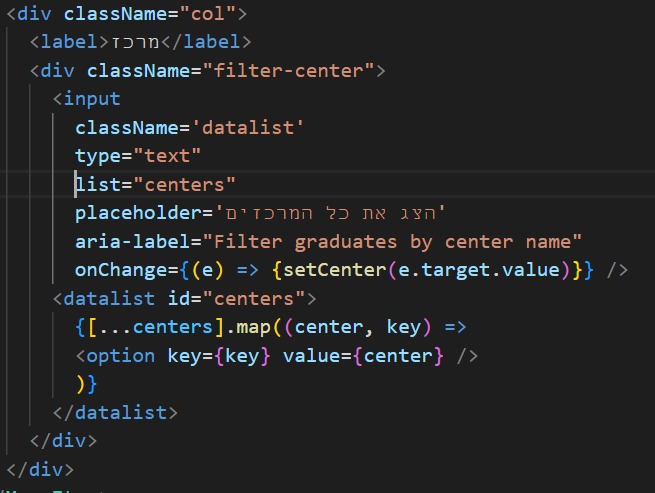 <div className="col">
<label>מרכז</label>
<div className="filter-center">
<input
className='datalist'
type="text"
list="centers"
placeholder='הצג את כל המרכזים'
aria-label="Filter graduates by center name"
onChange={(e) => {setCenter(e.target.value)}} />
<datalist id="centers">
{[...centers].map((center, key) =>
<option key={key} value={center} />
)}
</datalist>
</div>
</div>